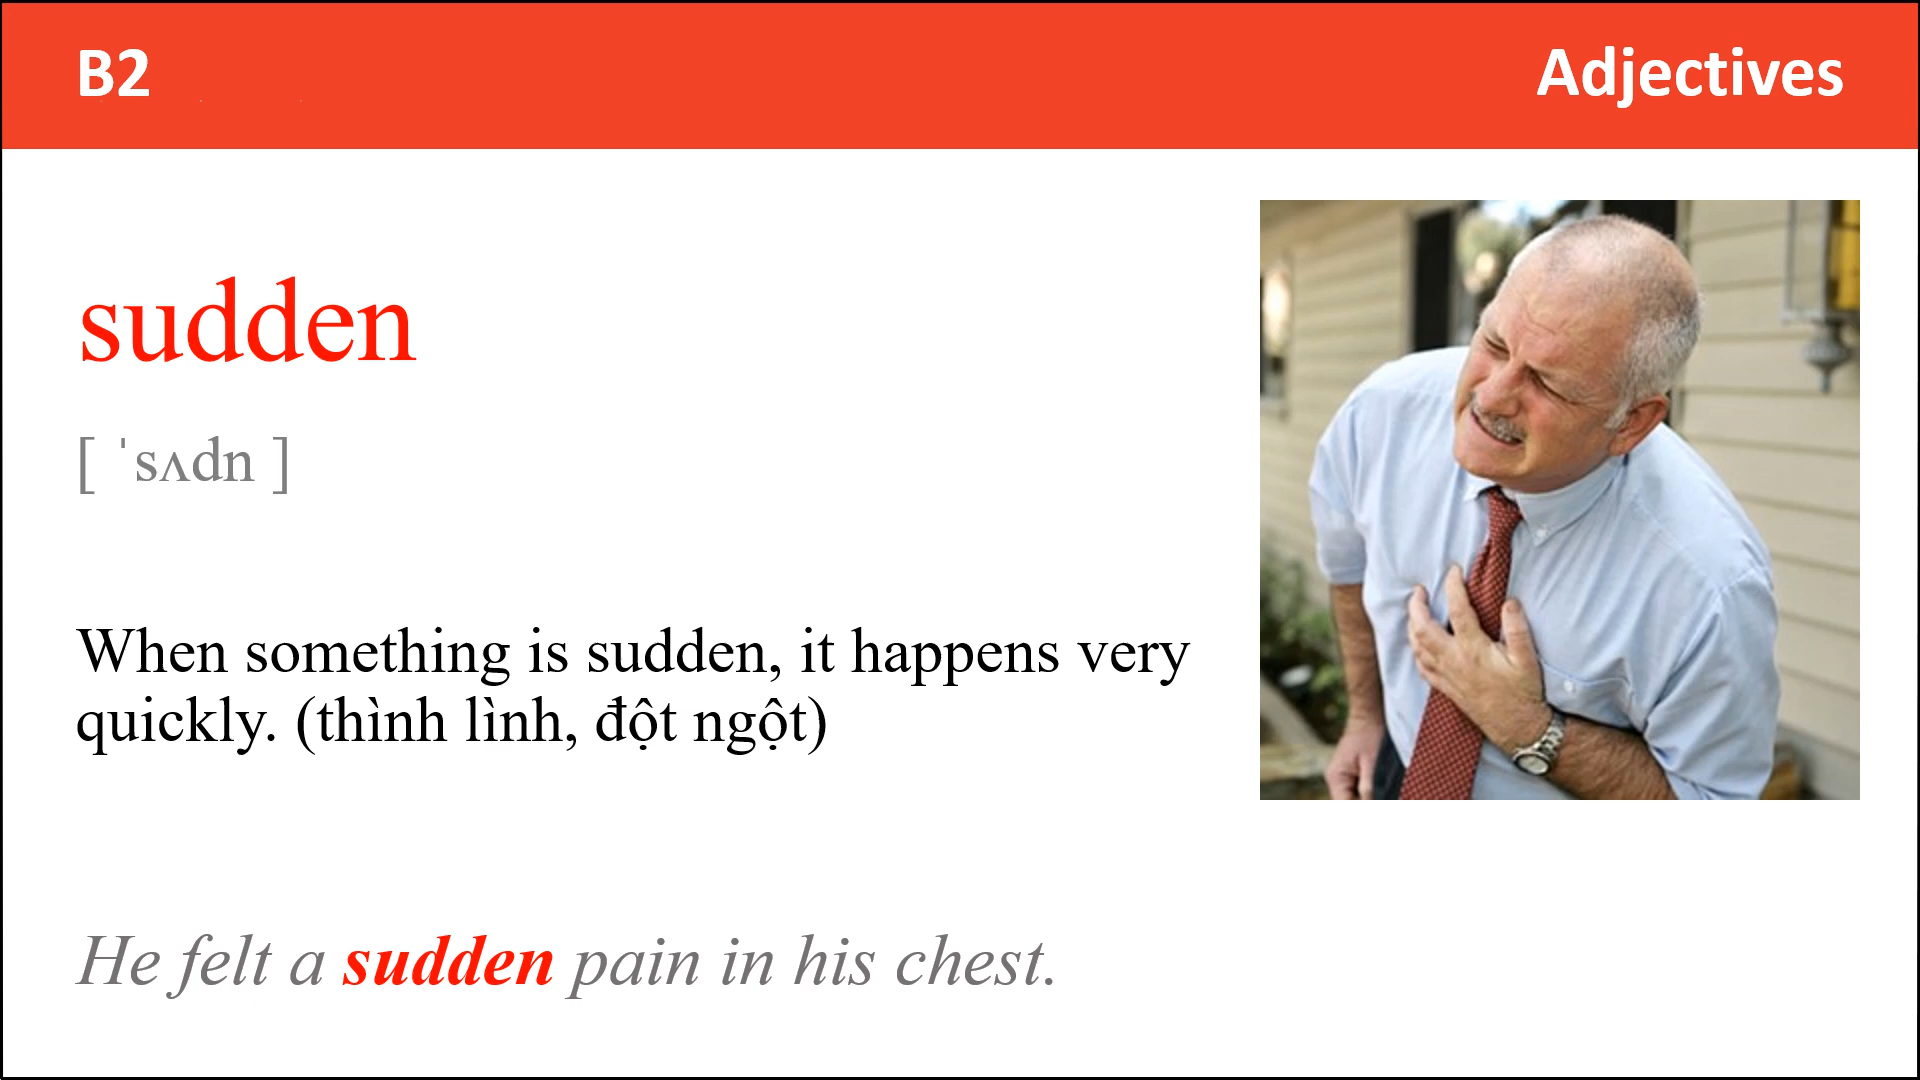 B2
Adjectives
sudden
[ ˈsʌdn ]
When something is sudden, it happens very
quickly. (thình lình, đột ngột)
He felt a sudden pain in his chest.